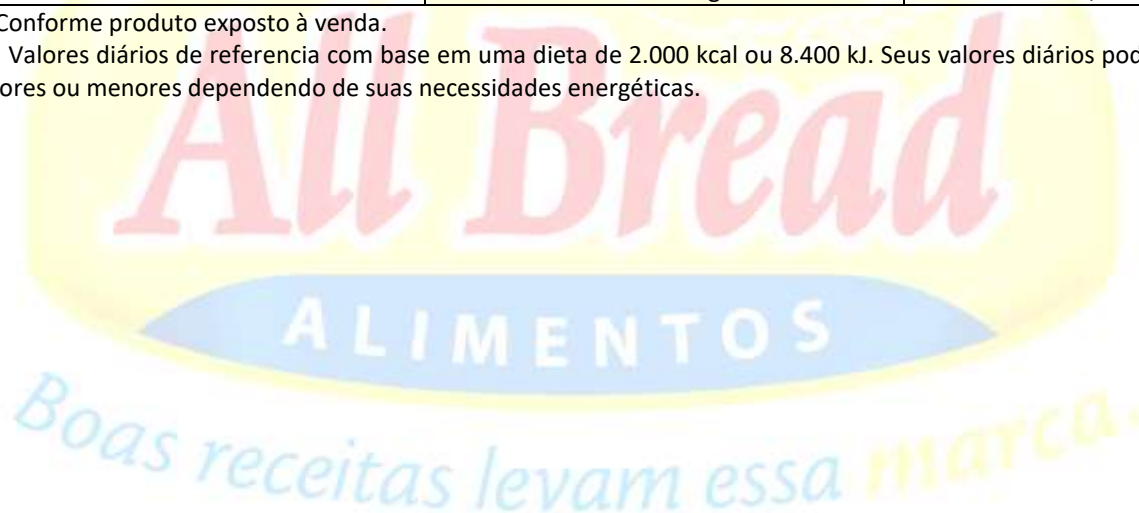 Conforme produto exposto à venda.
Valores diários de referencia com base em uma dieta de 2.000 kcal ou 8.400 kJ. Seus valores diários
ou menores dependendo de suas necessidades energéticas.
All Bread
ALIMENTOS
Boas receitas levam essa marca.